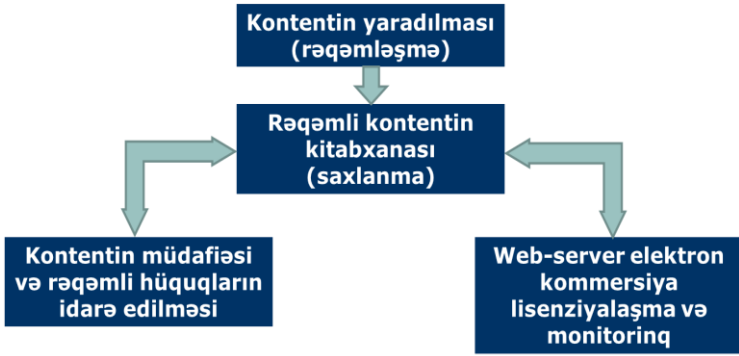 Kontentin yaradılması
(rəqəmləşmə)
Rəqəmli kontentin
kitabxanası
(saxlanma)
Kontentin müdafiəsi
və rəqəmli hüquqların
idarə edilməsi
Web-server elektron
kommersiya
lisenziyalaşma və
monitorinq